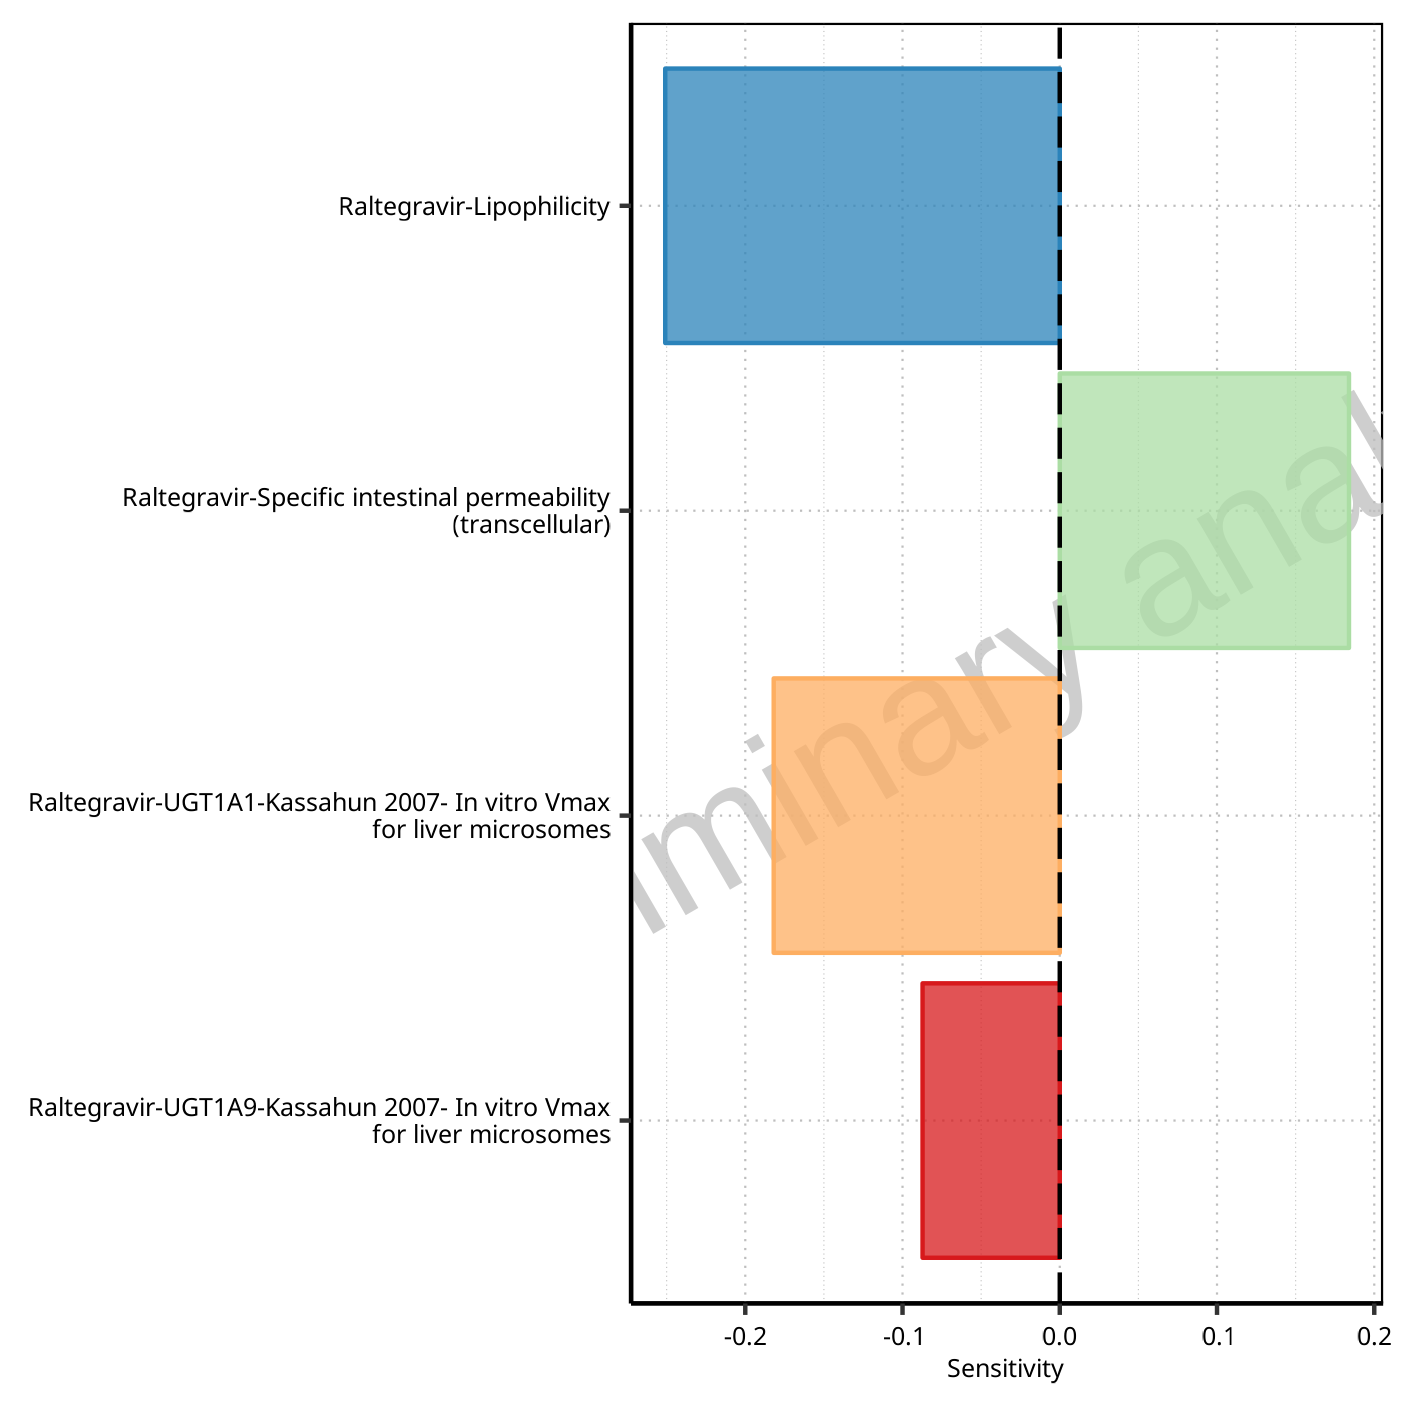 Raltegravir-Lipophilicity
Raltegravir-Specific intestinal permeability
(transcellular)
Raltegravir-UGT1A1-Kassahun 2007- In vitro Vmax
for liver microsomes
Raltegravir-UGT1A9-Kassahun 2007- In vitro Vmax
for liver microsomes
minary ana
-0.2 -0.1 0.0 0.1 0.2
Sensitivity